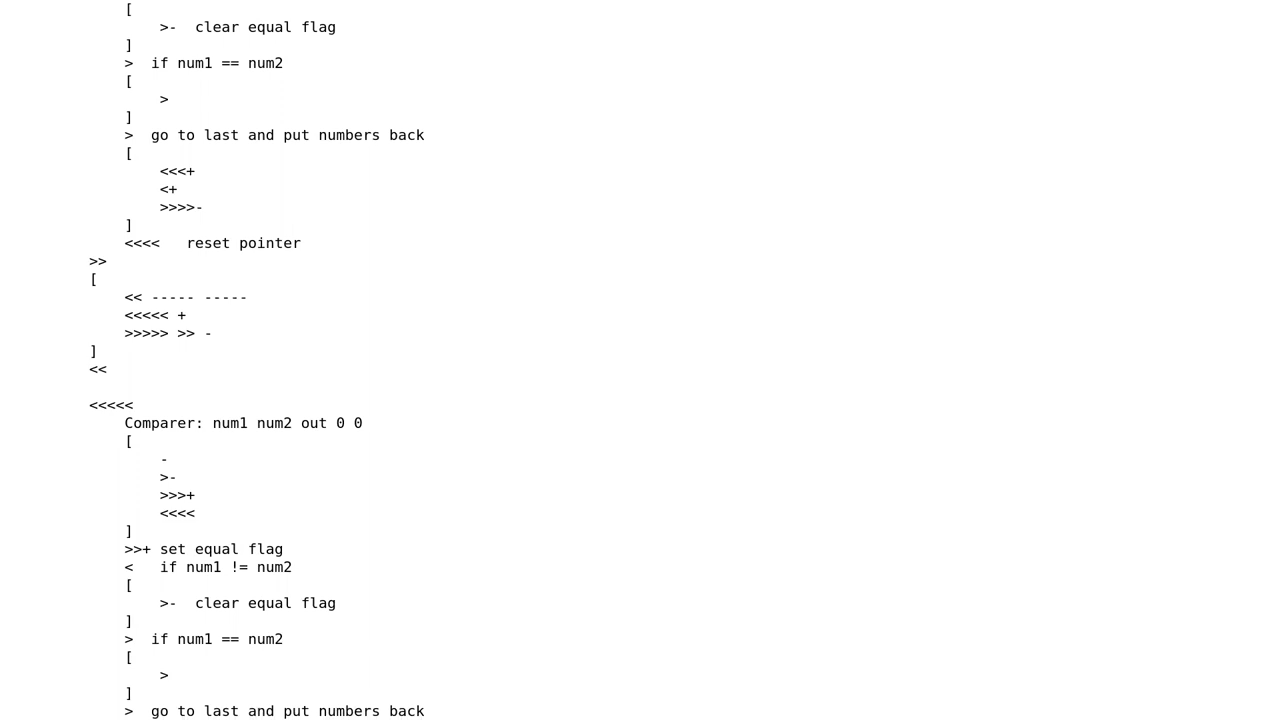 [
>-  clear equal flag
]
>  if num1 == num2
[
>
]
>  go to last and put numbers back
[
<<<+
<+
>>>>-
]
<<<<   reset pointer
>>
[
<< ----- -----
<<<<< +
>>>>> >> -
]
<<
<<<<<
Comparer: num1 num2 out 0 0
[
-
>-
>>>+
<<<<
]
>>+ set equal flag
<   if num1 != num2
[
>-  clear equal flag
]
>  if num1 == num2
[
>
]
>  go to last and put numbers back